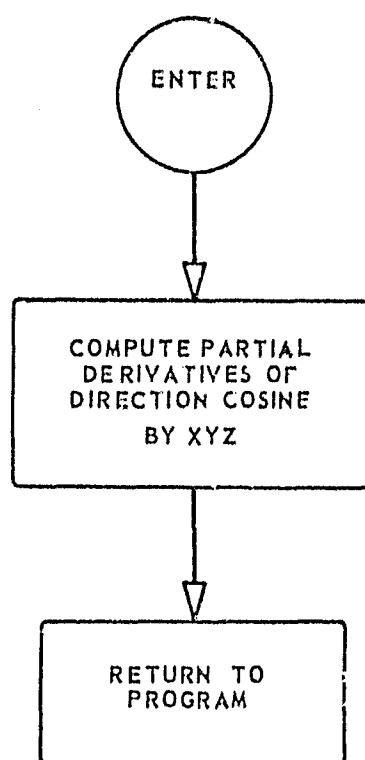 ENTER
COMPUTE PARTIAL
DERIVATIVES OF
DIRECTION COSINE
BY XYZ
RETURN TO
PROGRAM